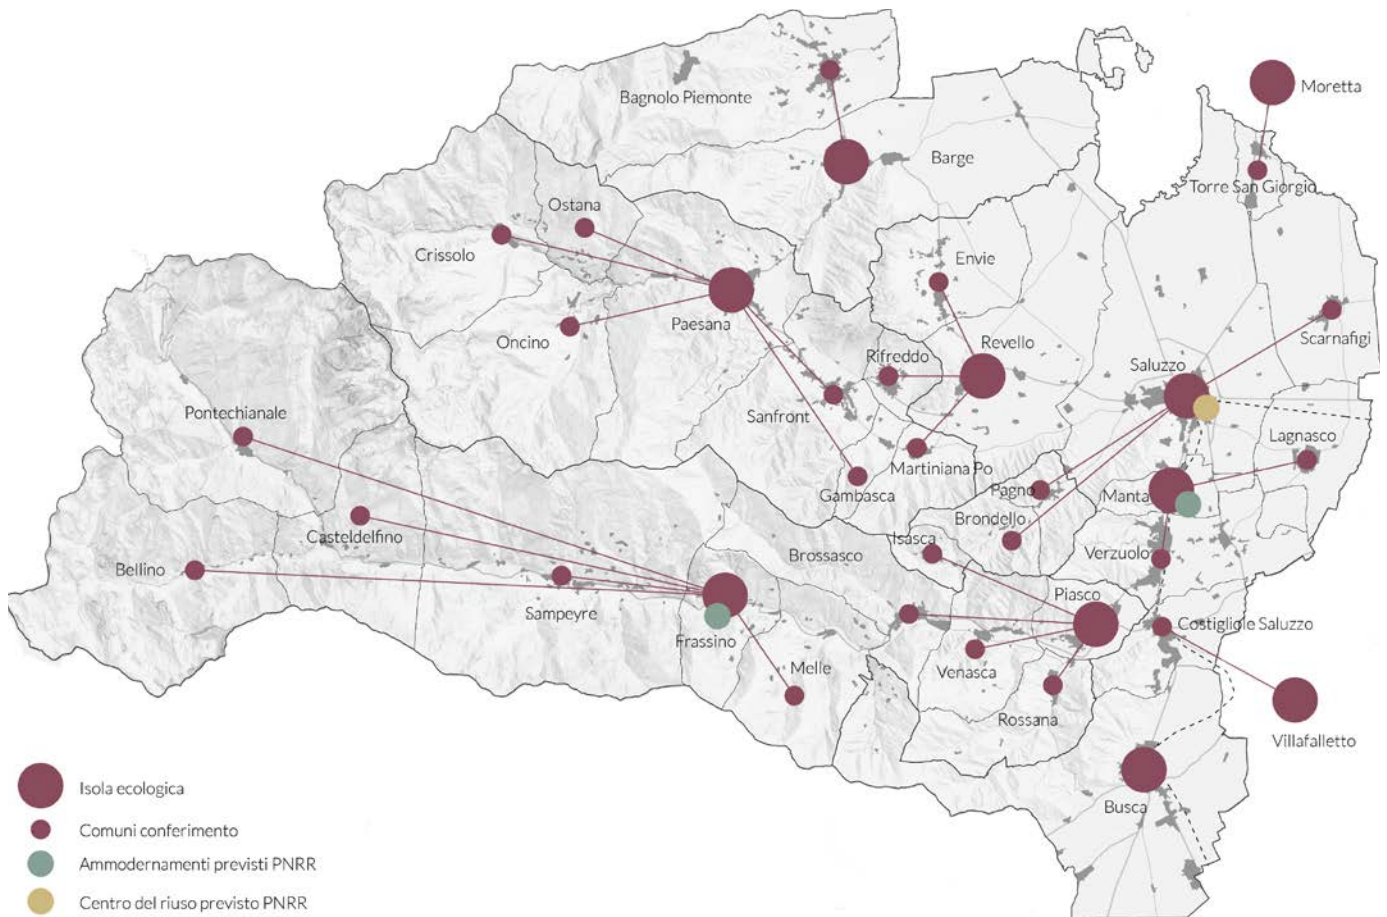 Moretta
Bagnolo Piemonte
Barge
Torre San Giorgio
Ostana
Crissolo
Envie
Paesana
Oncino
Scarnafigi
Revello
Rifreddo
Saluzzo
Pontechianale
Sanfront
Lagnasco
Martiniana Po
Gambasca
Pagno
Manta
Brondello
Casteldelfino
Isasca
Brossasco
Verzuolo
Bellino
Sampeyre
Piasco
Costigliole Saluzzo
Frassino
Venasca
Melle
Rossana
Villafalletto
Busca
Isola ecologica
Comuni conferimento
Ammodernamenti previsti PNRR
Centro del riuso previsto PNRR